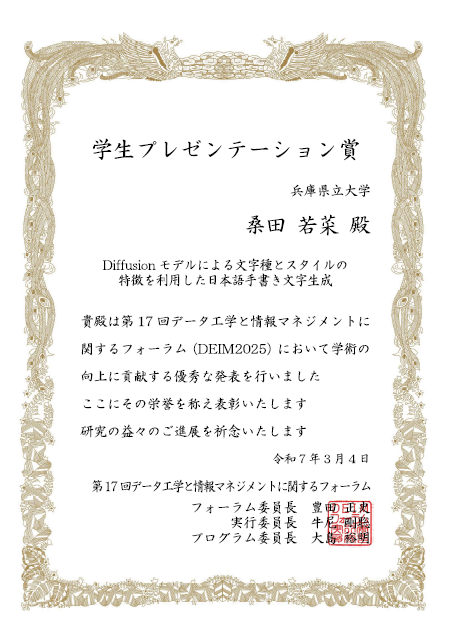 学生プレゼンテーション賞
兵庫県立大学
桑田 若菜 殿
Diffusion モデルによる文字種とスタイルの
特徴を利用した日本語手書き文字生成
貴殿は第 17 回データ工学と情報マネジメントに
関するフォーラム (DEIM2025) において学術の
向上に貢献する優秀な発表を行いました
ここにその栄誉を称え表彰いたします
研究の益々のご進展を祈念いたします
令和７年３月４日
第17回データ工学と情報マネジメントに関するフォーラム
フォーラム委員長 豊田 正史
実行委員長 牛尼 剛聡
プログラム委員長 大島 裕明